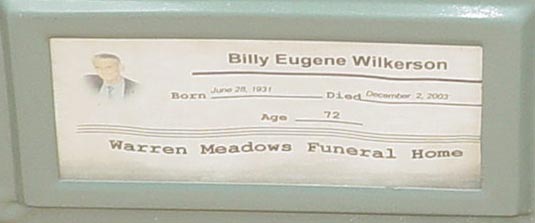 Billy Eugene Wilkerson
Born June 28, 1931 Died December 2, 2003
Age 72
Warren Meadows Funeral Home